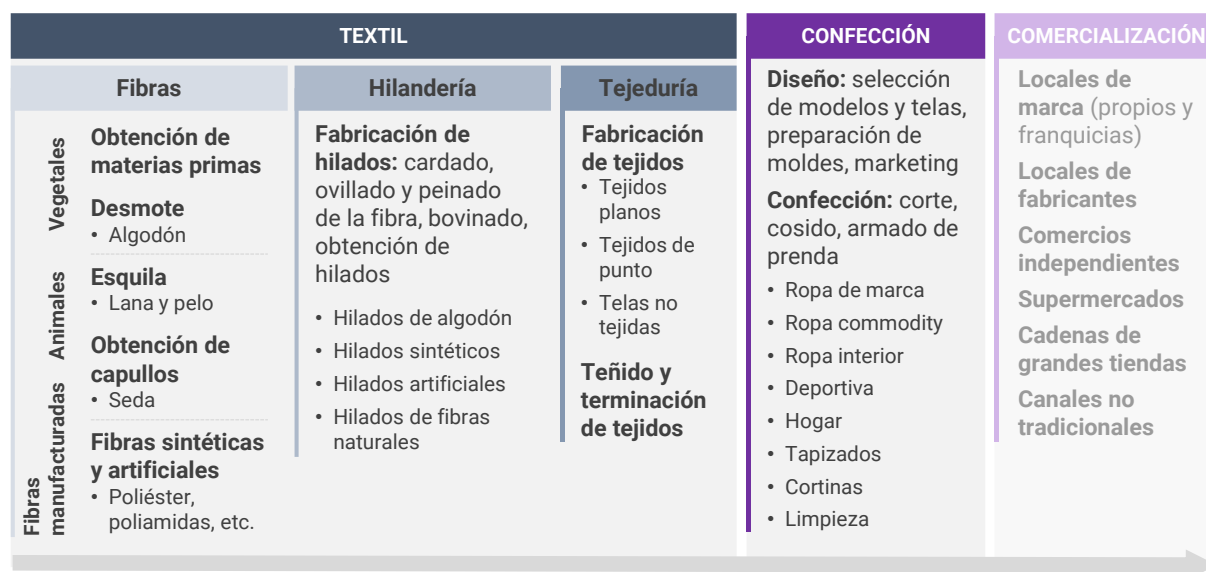 TEXTIL
Fibras
Vegetales
Obtención de
materias primas
Desmote
• Algodón
Animales
Esquila
• Lana y pelo
Obtención de
capullos
• Seda
Fibras
manufacturadas
Fibras sintéticas
y artificiales
• Poliéster,
poliamidas, etc.
Hilandería
Fabricación de
hilados: cardado,
ovillado y peinado
de la fibra, bovinado,
obtención de
hilados
• Hilados de algodón
• Hilados sintéticos
• Hilados artificiales
• Hilados de fibras
naturales
Tejeduría
Fabricación
de tejidos
• Tejidos
planos
• Tejidos de
punto
• Telas no
tejidas
Teñido y
terminación
de tejidos
CONFECCIÓN
Diseño: selección
de modelos y telas,
preparación de
moldes, marketing
Confección: corte,
cosido, armado de
prenda
• Ropa de marca
• Ropa commodity
• Ropa interior
• Deportiva
• Hogar
• Tapizados
• Cortinas
• Limpieza
COMERCIALIZACIÓN
Locales de
marca (propios y
franquicias)
Locales de
fabricantes
Comercios
independientes
Supermercados
Cadenas de
grandes tiendas
Canales no
tradicionales